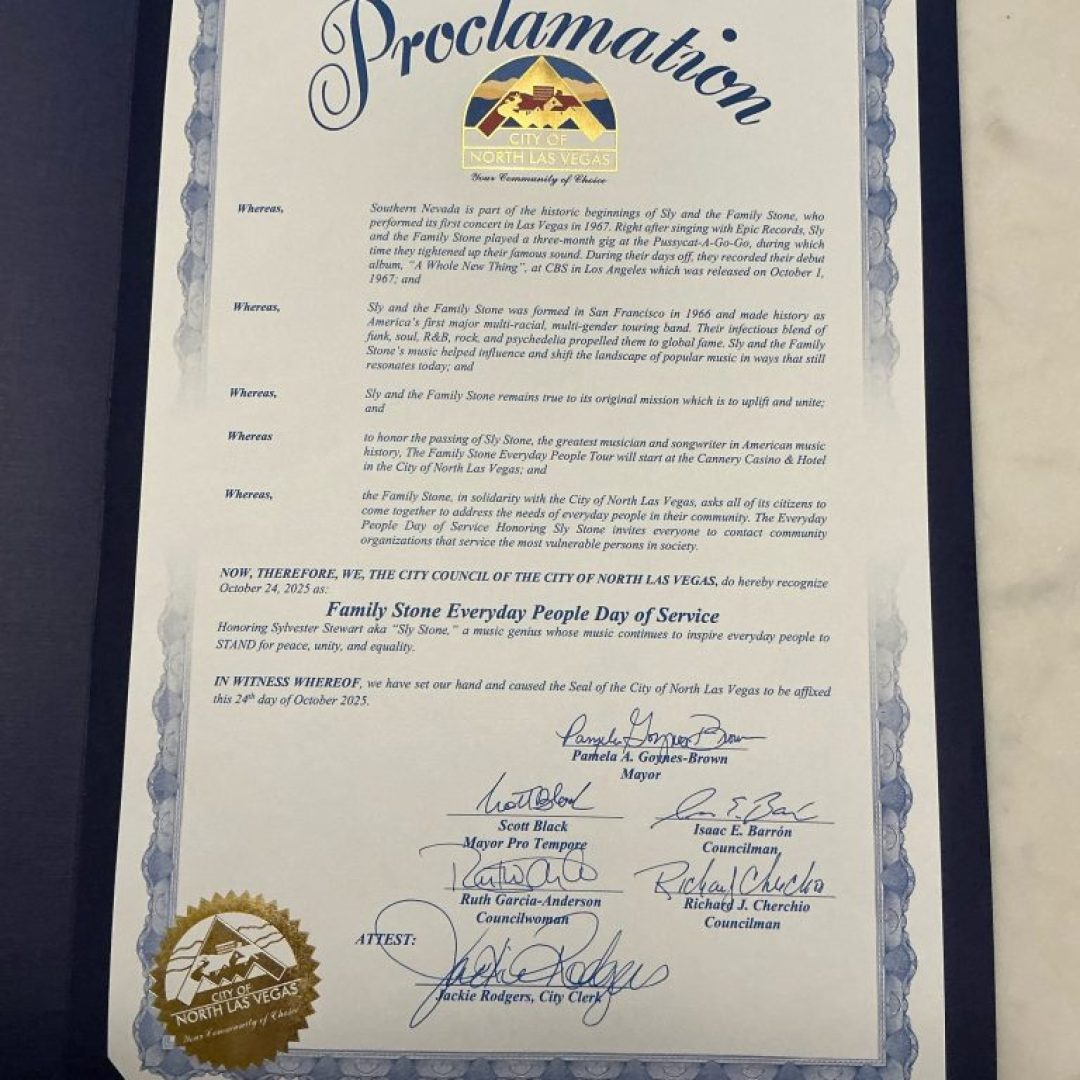 Proclamation
CITY OF
NORTH LAS VEGAS
Your Community of Choice
Whereas, Southern Nevada is part of the historic beginnings of Sly and the Family Stone, who
performed its first concert in Las Vegas in 1967. Right after singing with Epic Records, Sly
and the Family Stone played a three-month gig at the Pussycat-A-Go-Go, during which
time they tightened up their famous sound. During their days off, they recorded their debut
album, "A Whole New Thing", at CBS in Los Angeles which was released on October 1,
1967; and
Whereas, Sly and the Family Stone was formed in San Francisco in 1966 and made history as
America's first major multi-racial, multi-gender touring band. Their infectious blend of
funk, soul, R&B, rock, and psychedelia propelled them to global fame. Sly and the Family
Stone's music helped influence and shift the landscape of popular music in ways that still
resonates today; and
Whereas, Sly and the Family Stone remains true to its original mission which is to uplift and unite;
and
Whereas to honor the passing of Sly Stone, the greatest musician and songwriter in American music
history, The Family Stone Everyday People Tour will start at the Cannery Casino & Hotel
in the City of North Las Vegas; and
Whereas, the Family Stone, in solidarity with the City of North Las Vegas, asks all of its citizens to
come together to address the needs of everyday people in their community. The Everyday
People Day of Service Honoring Sly Stone invites everyone to contact community
organizations that service the most vulnerable persons in society.
NOW, THEREFORE, WE, THE CITY COUNCIL OF THE CITY OF NORTH LAS VEGAS, do hereby recognize
October 24, 2025 as:
Family Stone Everyday People Day of Service
Honoring Sylvester Stewart aka "Sly Stone," a music genius whose music continues to inspire everyday people to
STAND for peace, unity, and equality.
IN WITNESS WHEREOF, we have set our hand and caused the Seal of the City of North Las Vegas to be affixed
this 24th day of October 2025.
Pamela Goynes-Brown
Pamela A. Goynes-Brown
Mayor
Scott Black
Scott Black
Mayor Pro Tempore
Isaac E. Barrón
Councilman,
Ruth Garcia-Anderson
Councilwoman
Richard J Cherchio
Richard J. Cherchio
Councilman
ATTEST:
Jackie Rodgers
Jackie Rodgers, City Clerk
CITY OF
NORTH LAS VEGAS
Your Community of Choice